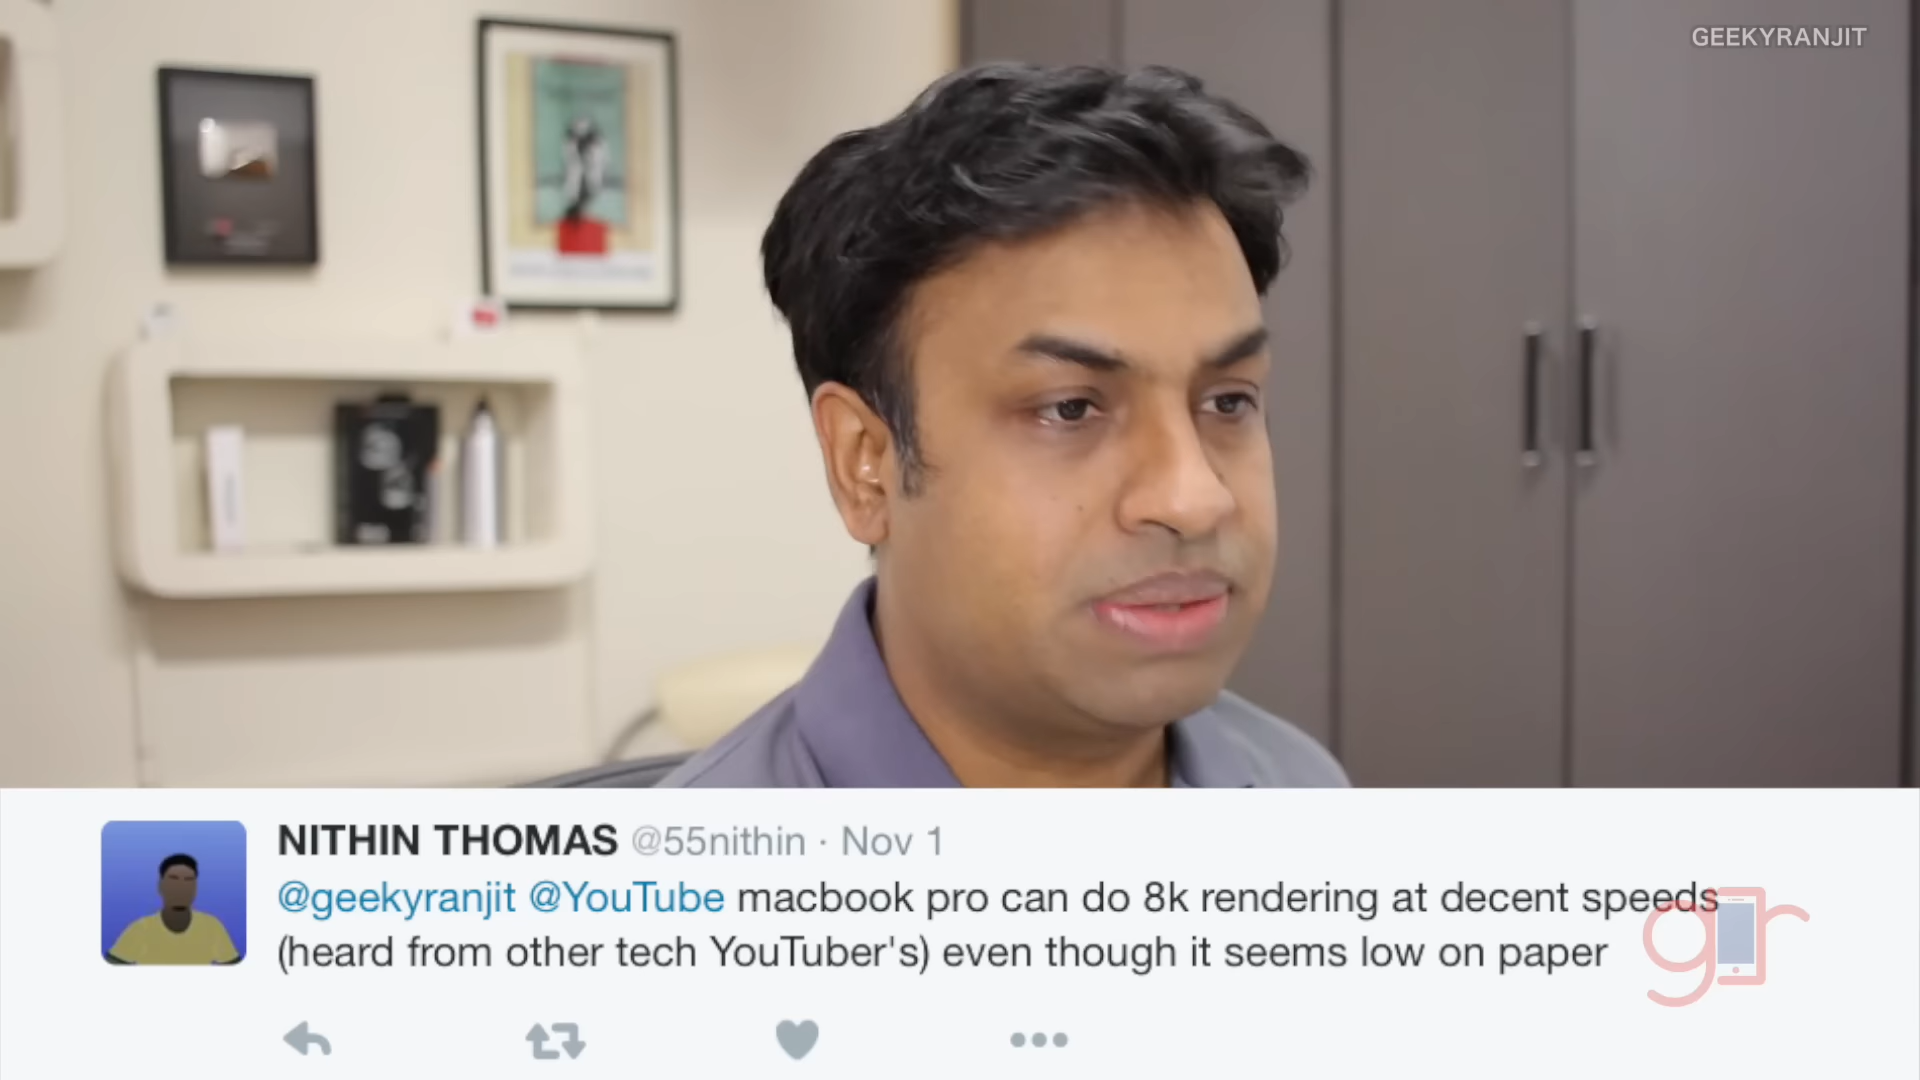 GEEKYRANJIT
NITHIN THOMAS @55nithin · Nov 1
@geekyranjit @YouTube macbook pro can do 8k rendering at decent speeds
(heard from other tech YouTuber's) even though it seems low on paper
gr